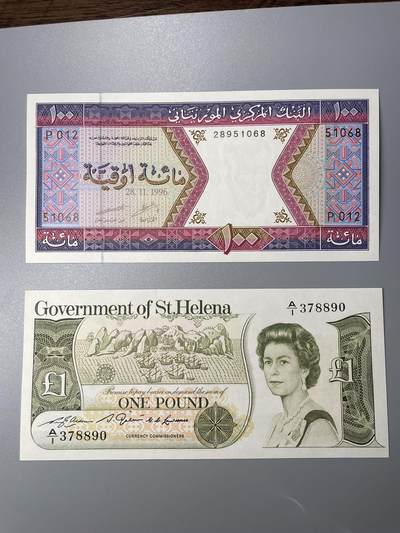 ١٠٠ البنك المركزي الموريتاني ١٠٠
P 012 28951068 51068
مائة أوقية
28.11.1996
51068 P 012
مائة ١٠٠ مائة
Government of St. Helena A/1 378890
£1 £1
Promise to pay bearer on demand the sum of
ONE POUND
A/1 378890 CURRENCY COMMISSIONERS